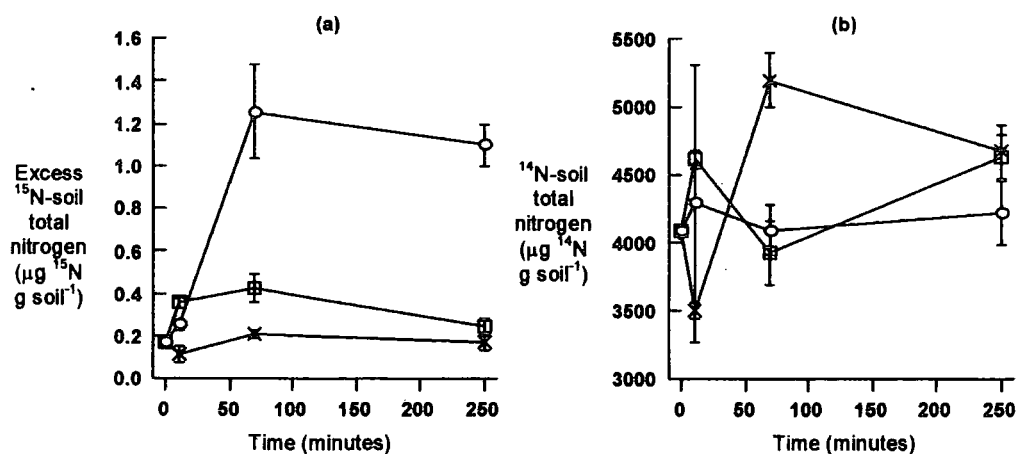 (a)
Excess
¹⁵N-soil
total
nitrogen
(μg ¹⁵N
g soil⁻¹)
1.6
1.4
1.2
1.0
0.8
0.6
0.4
0.2
0.0
0 50 100 150 200 250
Time (minutes)
(b)
¹⁴N-soil
total
nitrogen
(μg ¹⁴N
g soil⁻¹)
5500
5000
4500
4000
3500
3000
0 50 100 150 200 250
Time (minutes)